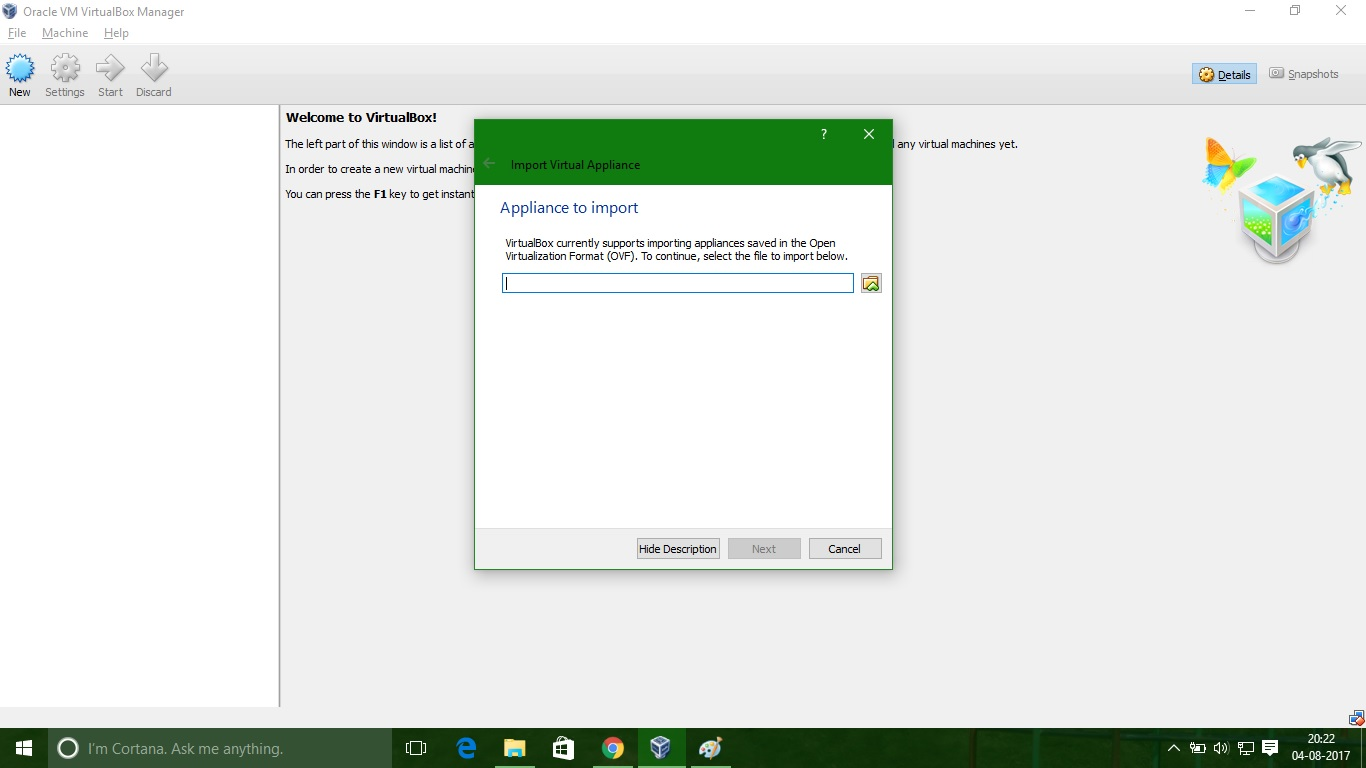 Oracle VM VirtualBox Manager
File Machine Help
New Settings Start Discard
Details Snapshots
Welcome to VirtualBox!
The left part of this window is a list of a
any virtual machines yet.
In order to create a new virtual machin
You can press the F1 key to get instant
?
Import Virtual Appliance
Appliance to import
VirtualBox currently supports importing appliances saved in the Open
Virtualization Format (OVF). To continue, select the file to import below.
Hide Description Next Cancel
I'm Cortana. Ask me anything.
20:22
04-08-2017